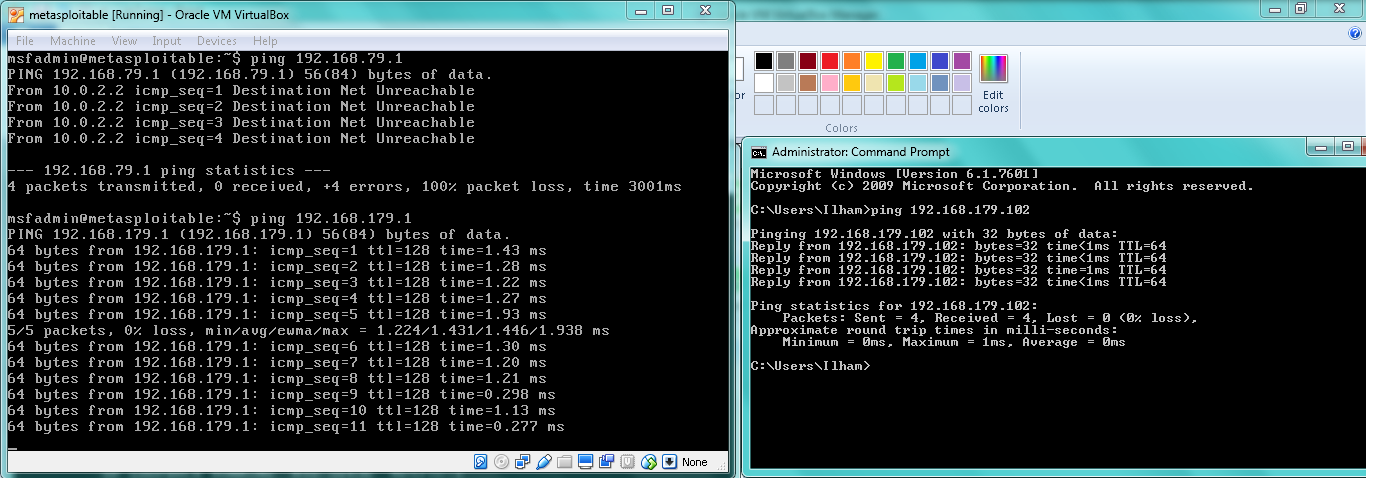 metasploitable [Running] - Oracle VM VirtualBox
File Machine View Input Devices Help
msfadmin@metasploitable:~$ ping 192.168.79.1
PING 192.168.79.1 (192.168.79.1) 56(84) bytes of data.
From 10.0.2.2 icmp_seq=1 Destination Net Unreachable
From 10.0.2.2 icmp_seq=2 Destination Net Unreachable
From 10.0.2.2 icmp_seq=3 Destination Net Unreachable
From 10.0.2.2 icmp_seq=4 Destination Net Unreachable
--- 192.168.79.1 ping statistics ---
4 packets transmitted, 0 received, +4 errors, 100% packet loss, time 3001ms
msfadmin@metasploitable:~$ ping 192.168.179.1
PING 192.168.179.1 (192.168.179.1) 56(84) bytes of data.
64 bytes from 192.168.179.1: icmp_seq=1 ttl=128 time=1.43 ms
64 bytes from 192.168.179.1: icmp_seq=2 ttl=128 time=1.28 ms
64 bytes from 192.168.179.1: icmp_seq=3 ttl=128 time=1.22 ms
64 bytes from 192.168.179.1: icmp_seq=4 ttl=128 time=1.27 ms
64 bytes from 192.168.179.1: icmp_seq=5 ttl=128 time=1.93 ms
5/5 packets, 0% loss, min/avg/ewma/max = 1.224/1.431/1.446/1.938 ms
64 bytes from 192.168.179.1: icmp_seq=6 ttl=128 time=1.30 ms
64 bytes from 192.168.179.1: icmp_seq=7 ttl=128 time=1.20 ms
64 bytes from 192.168.179.1: icmp_seq=8 ttl=128 time=1.21 ms
64 bytes from 192.168.179.1: icmp_seq=9 ttl=128 time=0.298 ms
64 bytes from 192.168.179.1: icmp_seq=10 ttl=128 time=1.13 ms
64 bytes from 192.168.179.1: icmp_seq=11 ttl=128 time=0.277 ms
None
or
Edit
colors
Colors
Administrator: Command Prompt
Microsoft Windows [Version 6.1.7601]
Copyright (c) 2009 Microsoft Corporation.  All rights reserved.
C:\Users\Ilham>ping 192.168.179.102
Pinging 192.168.179.102 with 32 bytes of data:
Reply from 192.168.179.102: bytes=32 time<1ms TTL=64
Reply from 192.168.179.102: bytes=32 time<1ms TTL=64
Reply from 192.168.179.102: bytes=32 time=1ms TTL=64
Reply from 192.168.179.102: bytes=32 time<1ms TTL=64
Ping statistics for 192.168.179.102:
Packets: Sent = 4, Received = 4, Lost = 0 (0% loss),
Approximate round trip times in milli-seconds:
Minimum = 0ms, Maximum = 1ms, Average = 0ms
C:\Users\Ilham>